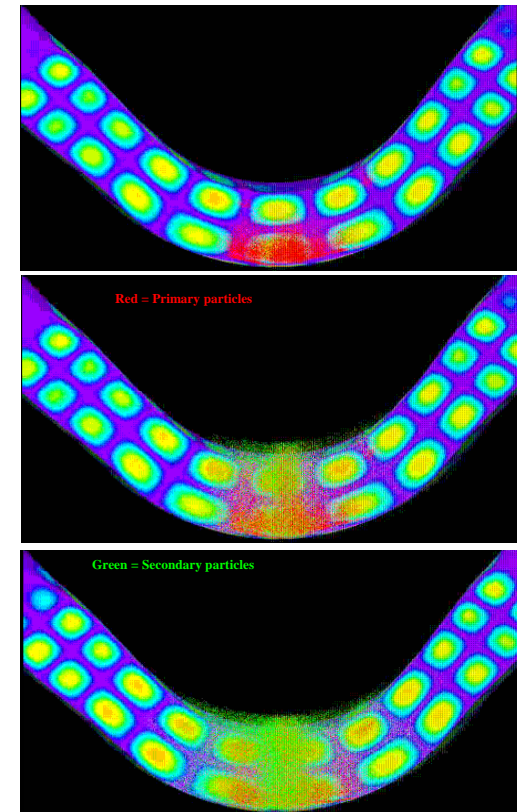 Red = Primary particles
Green = Secondary particles